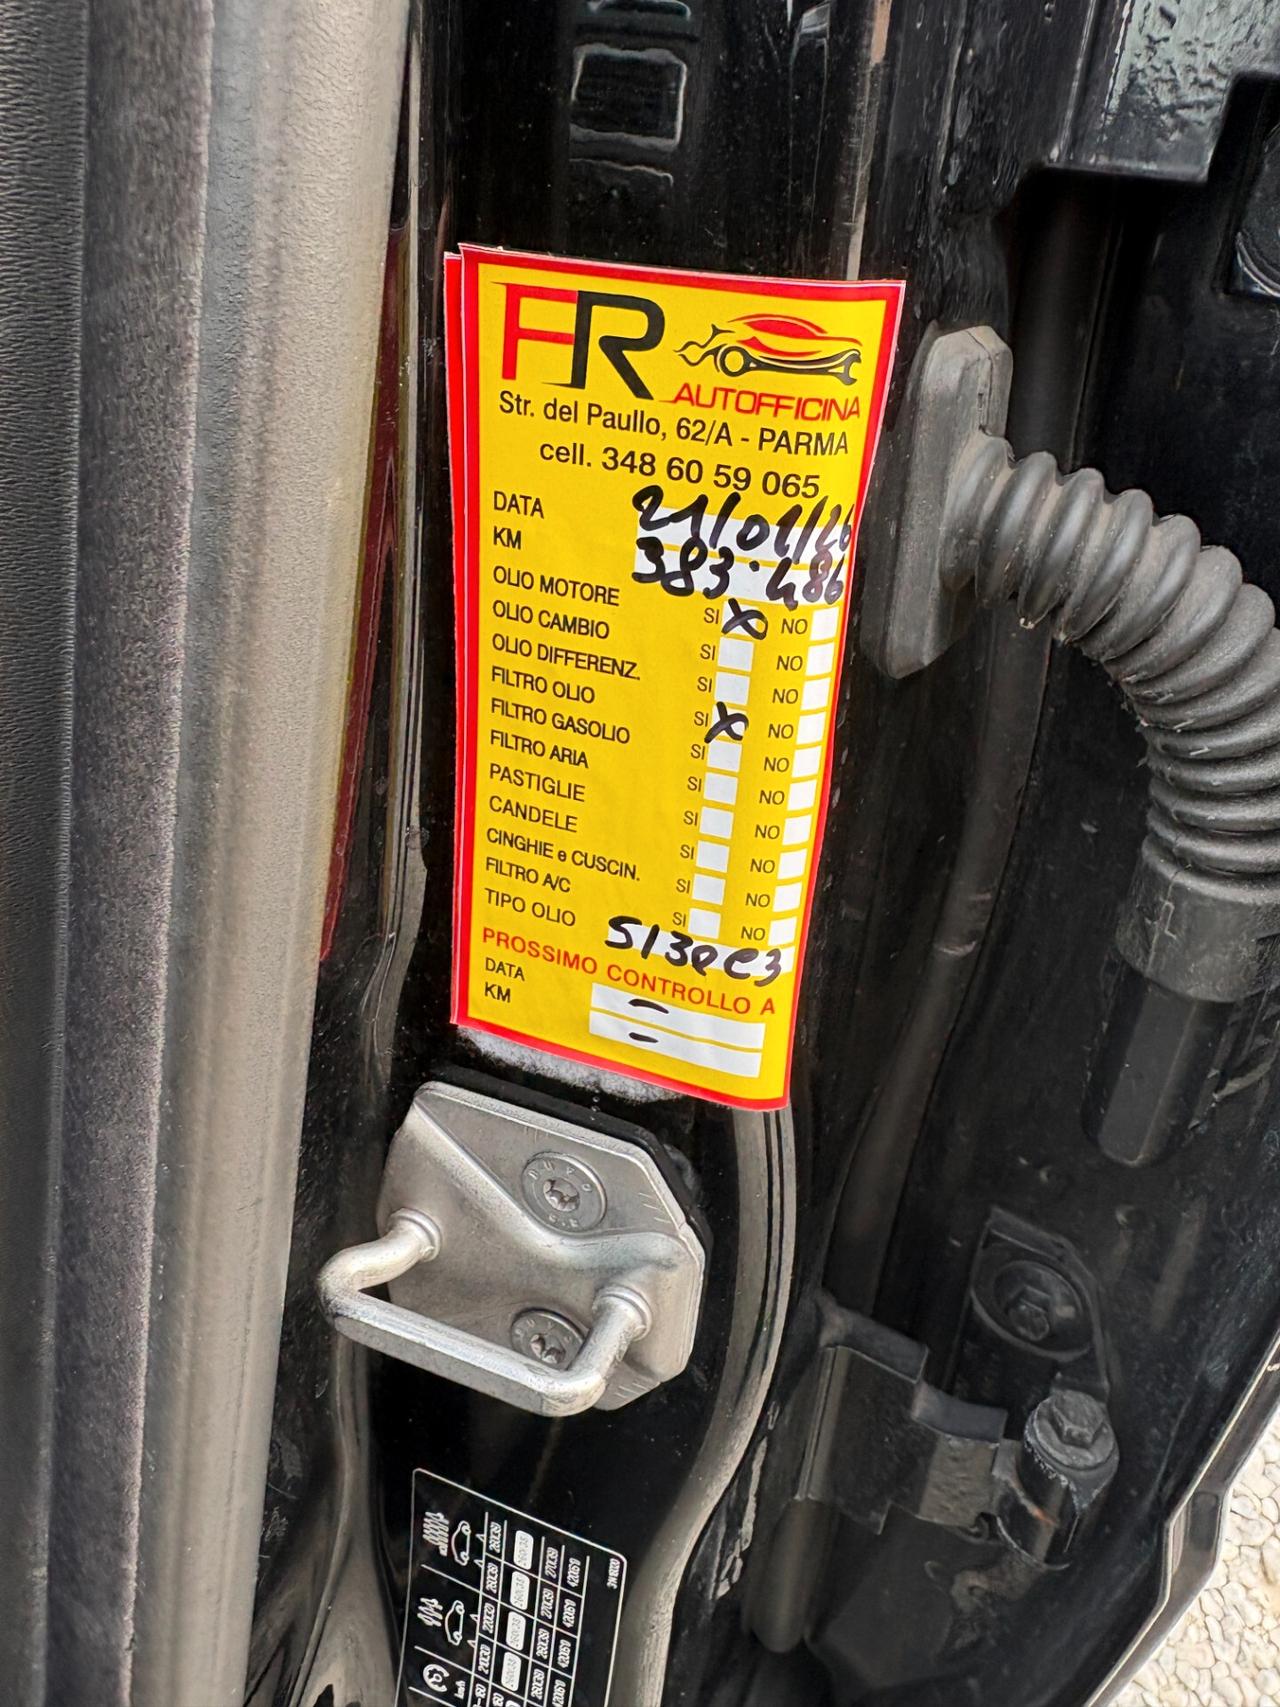 FR
AUTOFFICINA
Str. del Paullo, 62/A - PARMA
cell. 348 60 59 065
DATA 21/01/26
KM 383.486
OLIO MOTORE SI X NO
OLIO CAMBIO SI NO
OLIO DIFFERENZ. SI NO
FILTRO OLIO SI X NO
FILTRO GASOLIO SI NO
FILTRO ARIA SI NO
PASTIGLIE SI NO
CANDELE SI NO
CINGHIE e CUSCIN. SI NO
FILTRO A/C SI NO
TIPO OLIO
PROSSIMO CONTROLLO A
DATA -
KM -
km/h